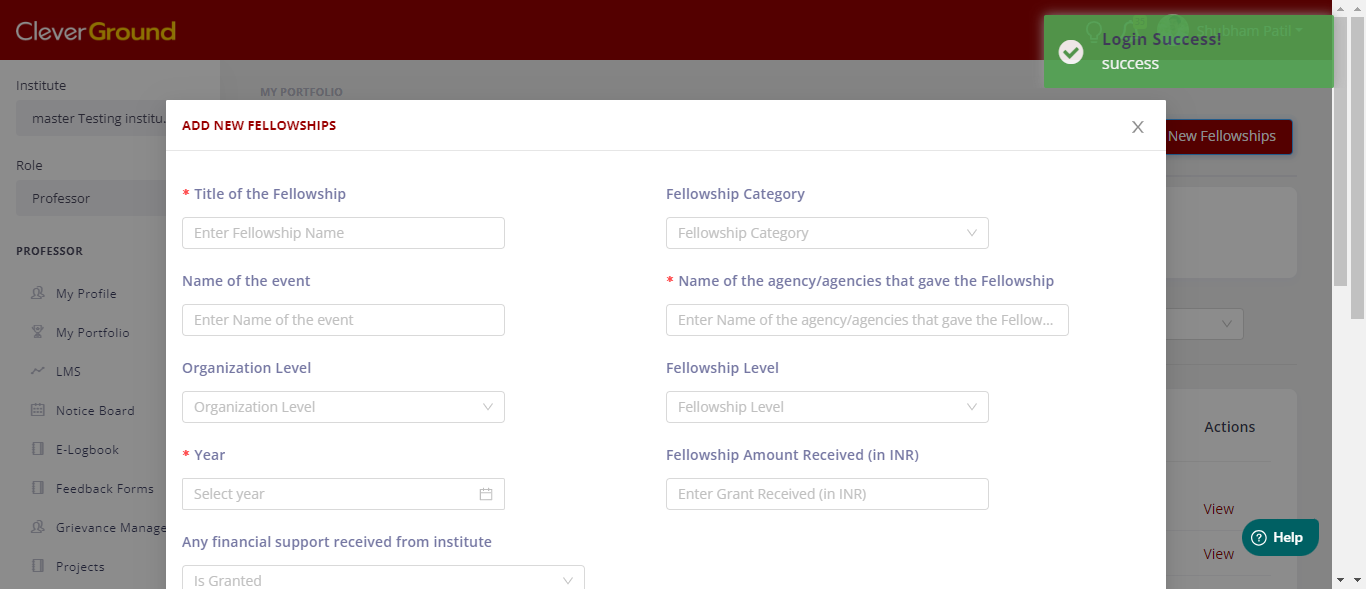 CleverGround
Login Success!
success
Shubham Patil
Institute
master Testing institu..
Role
Professor
PROFESSOR
My Profile
My Portfolio
LMS
Notice Board
E-Logbook
Feedback Forms
Grievance Manage
Projects
MY PORTFOLIO
New Fellowships
ADD NEW FELLOWSHIPS
* Title of the Fellowship
Enter Fellowship Name
Fellowship Category
Fellowship Category
Name of the event
Enter Name of the event
* Name of the agency/agencies that gave the Fellowship
Enter Name of the agency/agencies that gave the Fellow...
Organization Level
Organization Level
Fellowship Level
Fellowship Level
* Year
Select year
Fellowship Amount Received (in INR)
Enter Grant Received (in INR)
Any financial support received from institute
Is Granted
Actions
View
View
Help